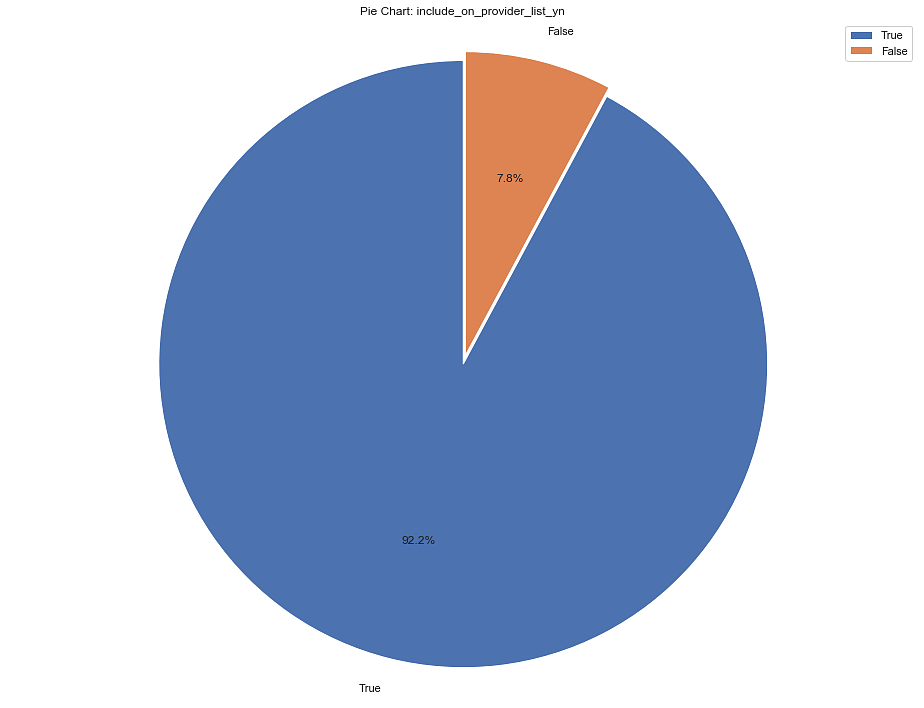 Pie Chart: include_on_provider_list_yn
False
True
False
7.8%
92.2%
True